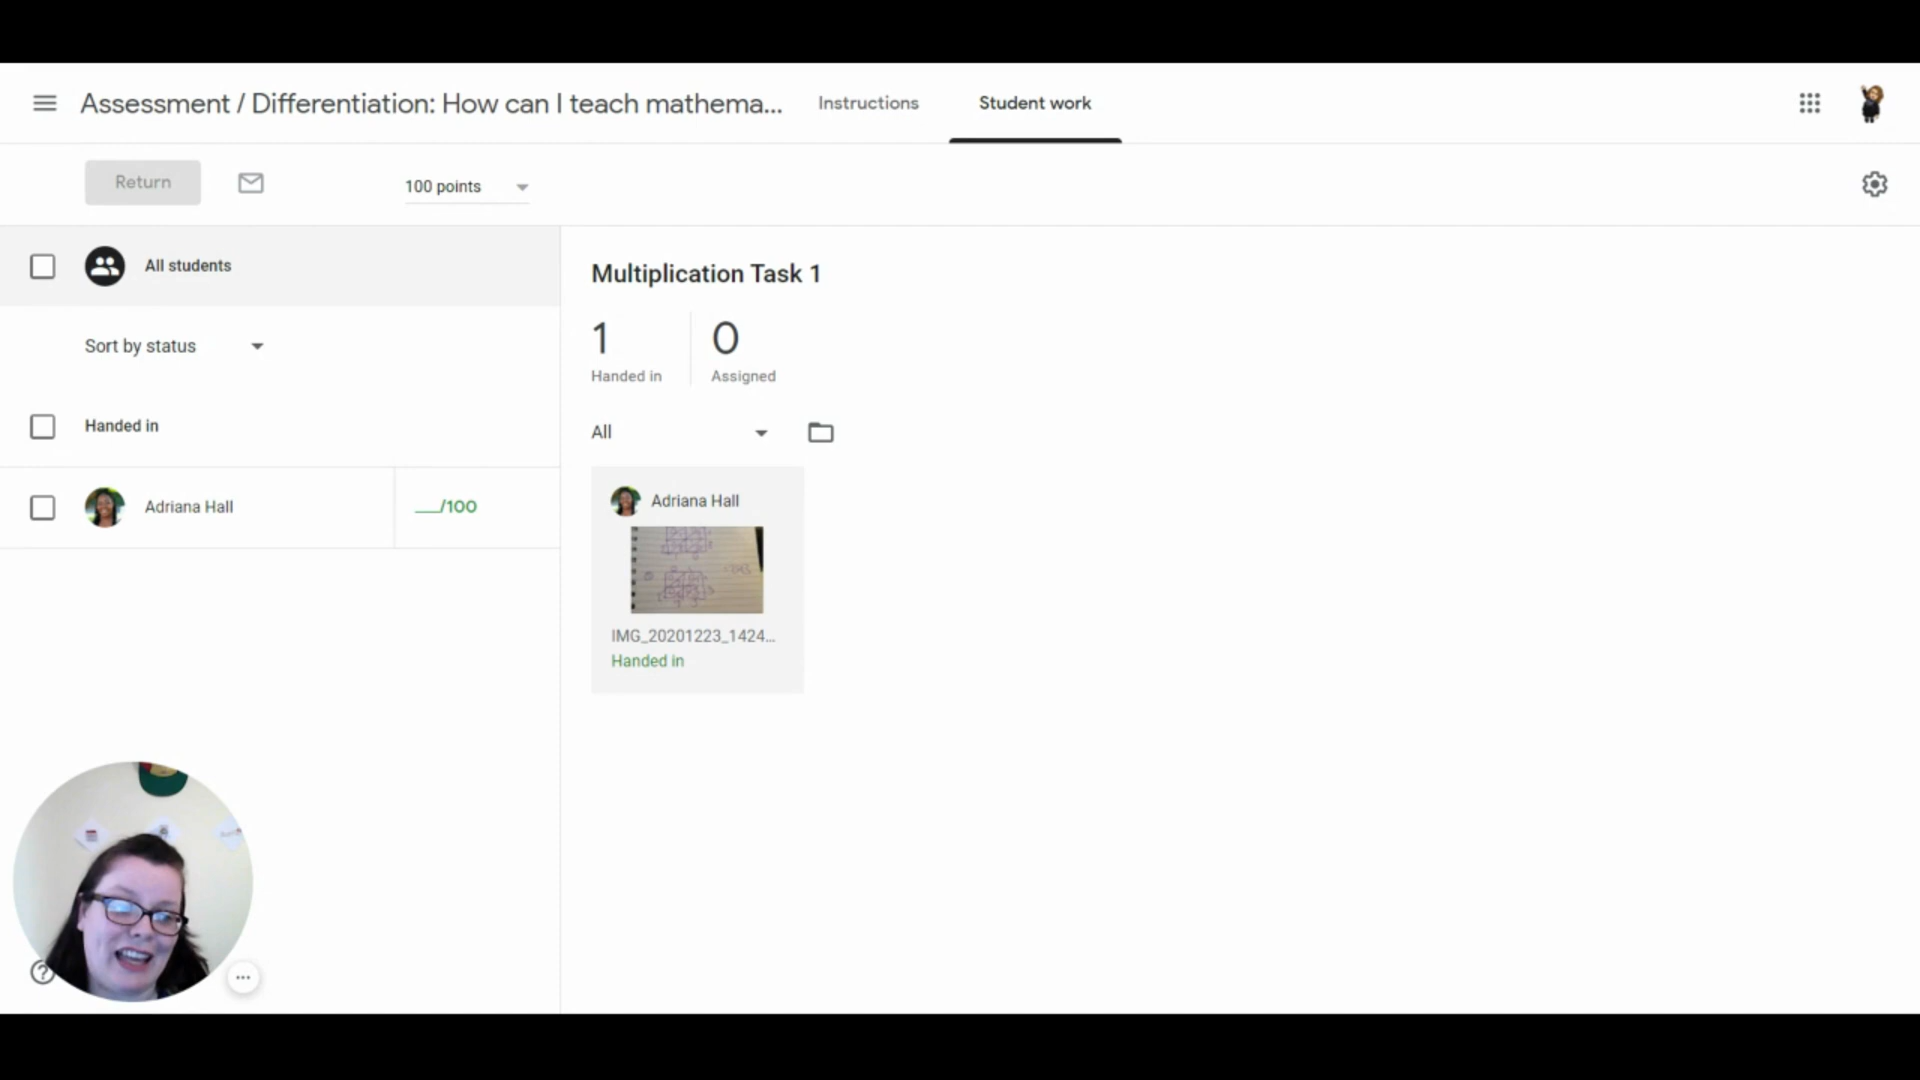 Assessment / Differentiation: How can I teach mathema...
Instructions
Student work
Return
100 points
All students
Sort by status
Handed in
Adriana Hall
__/100
Multiplication Task 1
1
Handed in
0
Assigned
All
Adriana Hall
IMG_20201223_1424...
Handed in